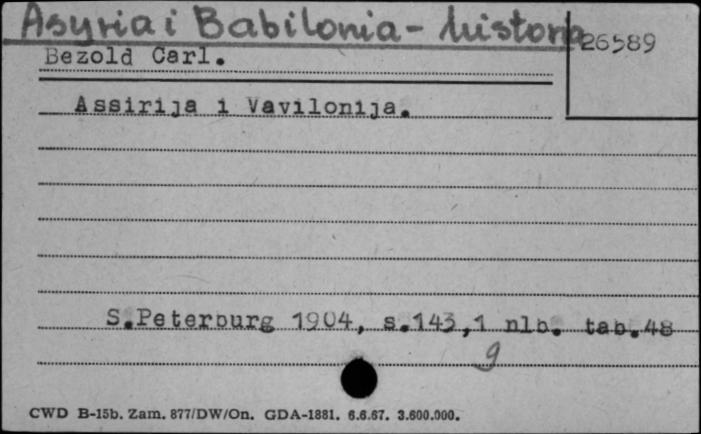 Asyria i Babilonia - historia
26589
Bezold Carl.
Assirija i Vavilonija.
S.Peterburg 1904, s.143,1 nlb. tab.48
g
CWD B-15b. Zam. 877/DW/On. GDA-1881. 6.6.67. 3.600.000.